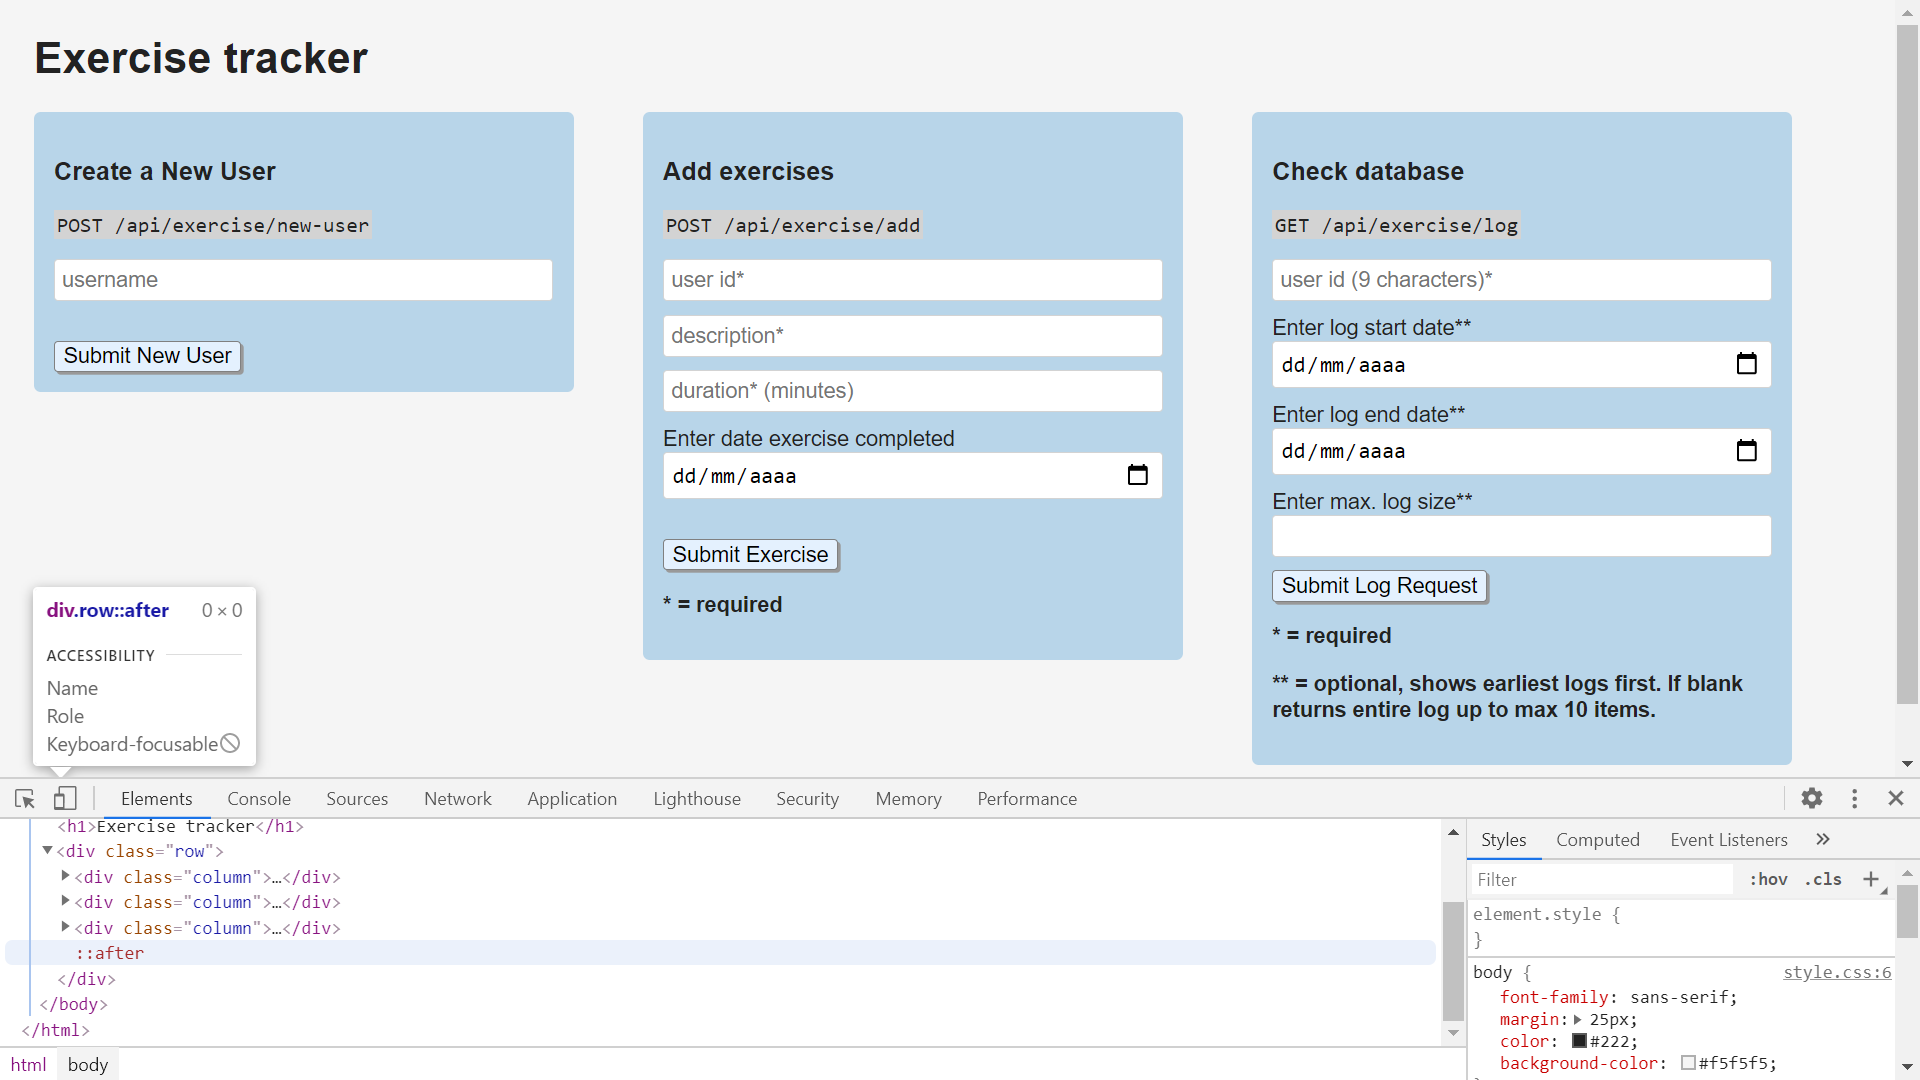 Exercise tracker
Create a New User
POST /api/exercise/new-user
username
Submit New User
Add exercises
POST /api/exercise/add
user id*
description*
duration* (minutes)
Enter date exercise completed
dd/mm/aaaa
Submit Exercise
* = required
Check database
GET /api/exercise/log
user id (9 characters)*
Enter log start date**
dd/mm/aaaa
Enter log end date**
dd/mm/aaaa
Enter max. log size**
Submit Log Request
* = required
** = optional, shows earliest logs first. If blank
returns entire log up to max 10 items.
div.row::after 0 × 0
ACCESSIBILITY
Name
Role
Keyboard-focusable
Elements Console Sources Network Application Lighthouse Security Memory Performance
<h1>Exercise tracker</h1>
<div class="row">
<div class="column">…</div>
<div class="column">…</div>
<div class="column">…</div>
::after
</div>
</body>
</html>
html body
Styles Computed Event Listeners »
Filter :hov .cls +
element.style {
}
body { style.css:6
font-family: sans-serif;
margin: 25px;
color: #222;
background-color: #f5f5f5;